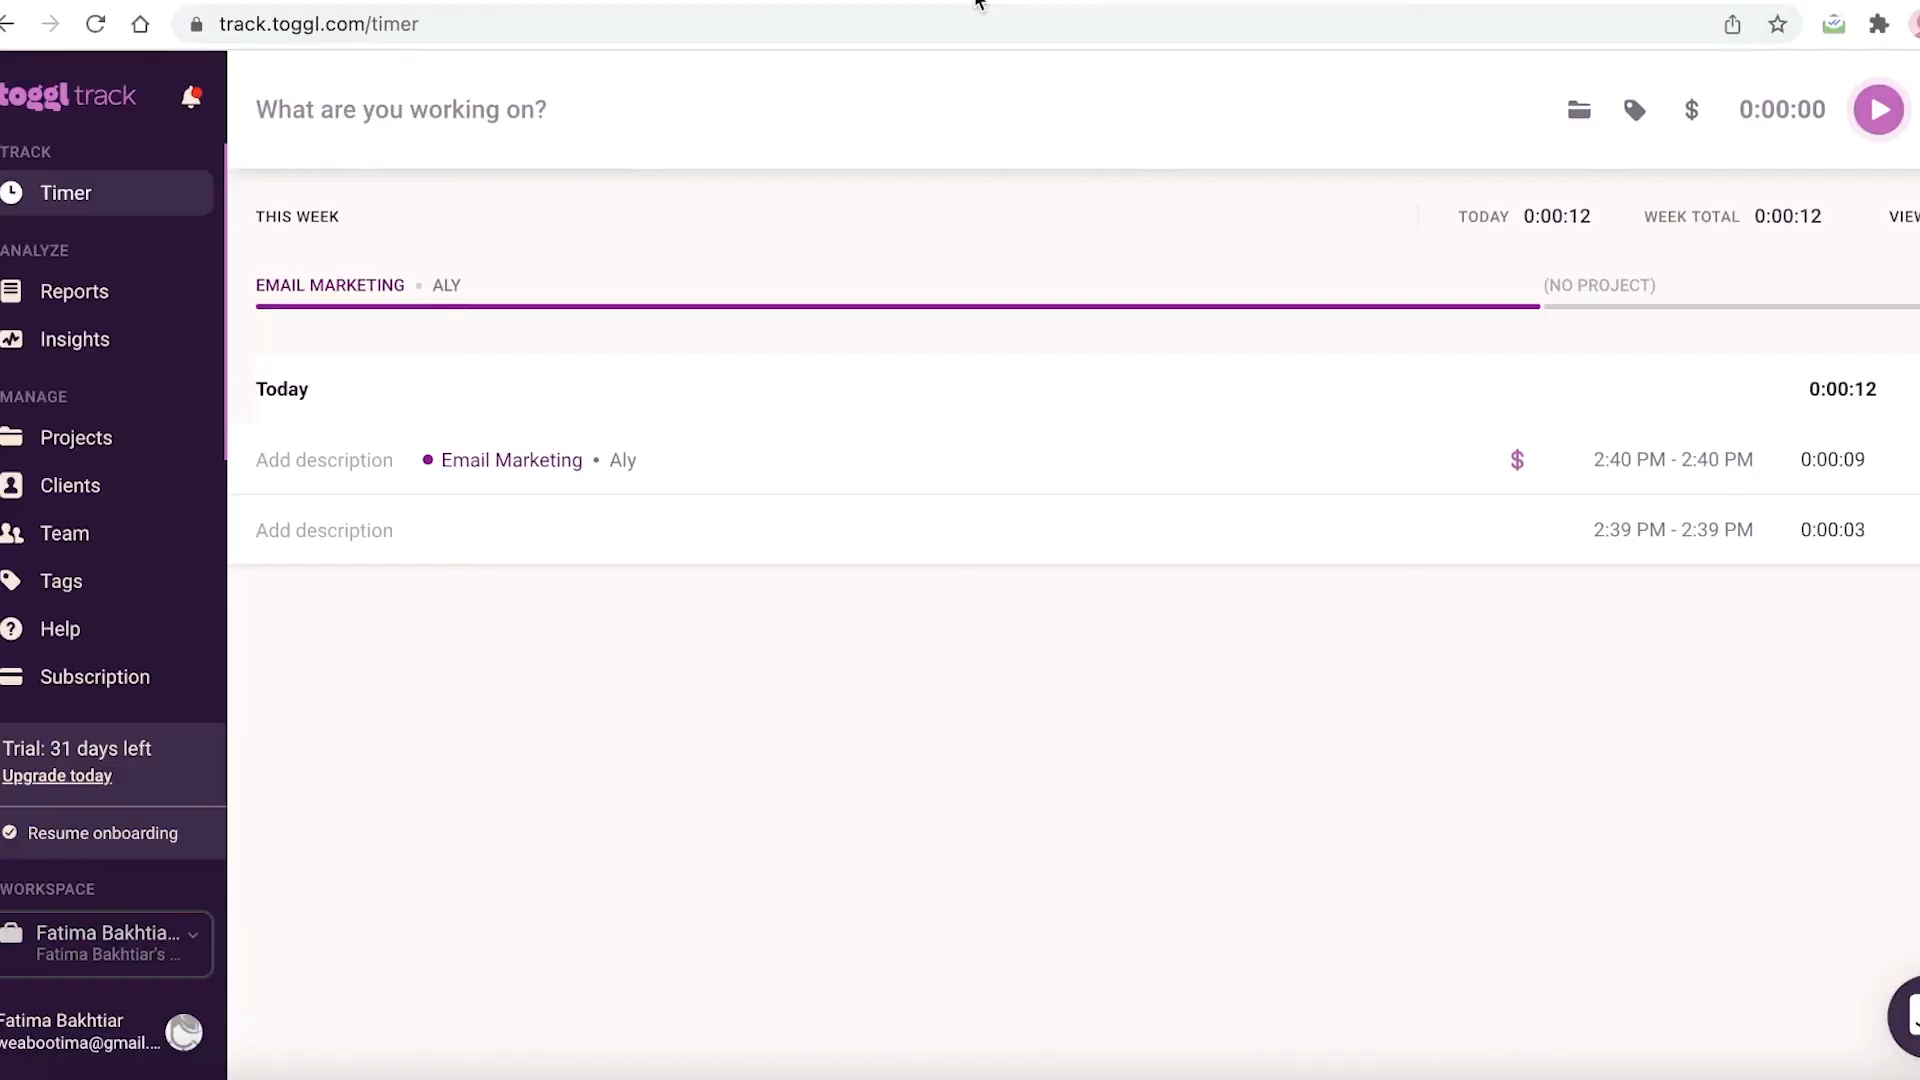 track.toggl.com/timer
toggl track
TRACK
Timer
ANALYZE
Reports
Insights
MANAGE
Projects
Clients
Team
Tags
Help
Subscription
Trial: 31 days left
Upgrade today
Resume onboarding
WORKSPACE
Fatima Bakhtia...
Fatima Bakhtiar's ...
Fatima Bakhtiar
weabootima@gmail....
What are you working on?
$ 0:00:00
THIS WEEK TODAY 0:00:12 WEEK TOTAL 0:00:12 VIEW
EMAIL MARKETING • ALY (NO PROJECT)
Today 0:00:12
Add description • Email Marketing • Aly $ 2:40 PM - 2:40 PM 0:00:09
Add description 2:39 PM - 2:39 PM 0:00:03